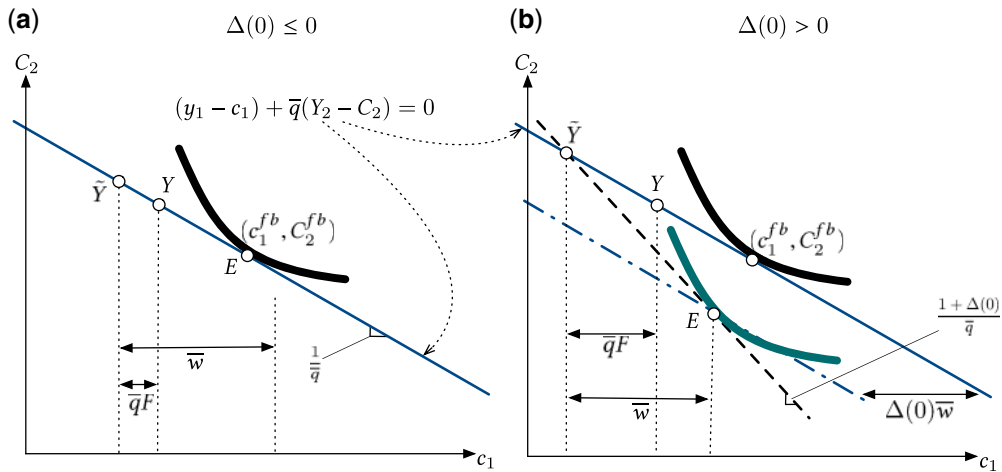 (a)
Δ(0) ≤ 0
C₂
(y₁ − c₁) + q̅(Y₂ − C₂) = 0
Ỹ
Y
(c₁^{fb}, C₂^{fb})
E
w̅
1/q̅
q̅F
c₁
(b)
Δ(0) > 0
C₂
Ỹ
Y
(c₁^{fb}, C₂^{fb})
E
(1 + Δ(0))/q̅
q̅F
w̅
Δ(0)w̅
c₁